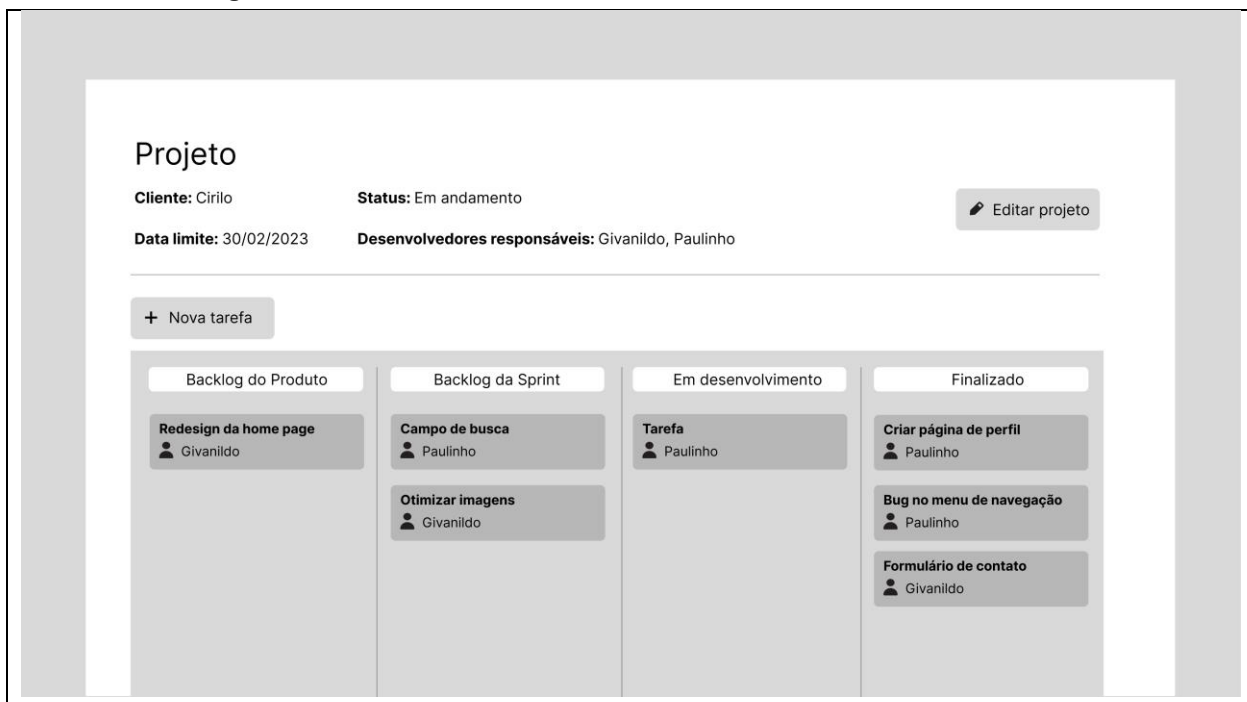 Projeto
Cliente: Cirilo
Status: Em andamento
Editar projeto
Data limite: 30/02/2023
Desenvolvedores responsáveis: Givanildo, Paulinho
+ Nova tarefa
Backlog do Produto
Redesign da home page
Givanildo
Backlog da Sprint
Campo de busca
Paulinho
Otimizar imagens
Givanildo
Em desenvolvimento
Tarefa
Paulinho
Finalizado
Criar página de perfil
Paulinho
Bug no menu de navegação
Paulinho
Formulário de contato
Givanildo